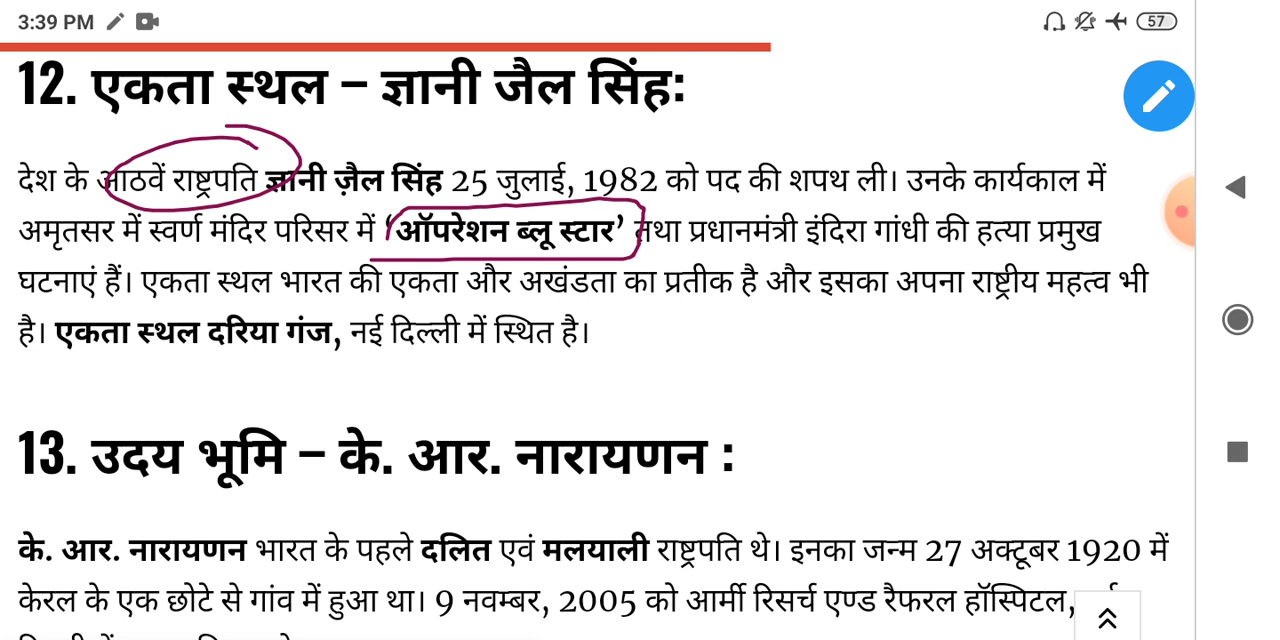 3:39 PM
57
12. एकता स्थल – ज्ञानी जैल सिंहः
देश के आठवें राष्ट्रपति ज्ञानी ज़ैल सिंह 25 जुलाई, 1982 को पद की शपथ ली। उनके कार्यकाल में
अमृतसर में स्वर्ण मंदिर परिसर में ‘ऑपरेशन ब्लू स्टार’ तथा प्रधानमंत्री इंदिरा गांधी की हत्या प्रमुख
घटनाएं हैं। एकता स्थल भारत की एकता और अखंडता का प्रतीक है और इसका अपना राष्ट्रीय महत्व भी
है। एकता स्थल दरिया गंज, नई दिल्ली में स्थित है।
13. उदय भूमि – के. आर. नारायणन :
के. आर. नारायणन भारत के पहले दलित एवं मलयाली राष्ट्रपति थे। इनका जन्म 27 अक्टूबर 1920 में
केरल के एक छोटे से गांव में हुआ था। 9 नवम्बर, 2005 को आर्मी रिसर्च एण्ड रैफरल हॉस्पिटल,